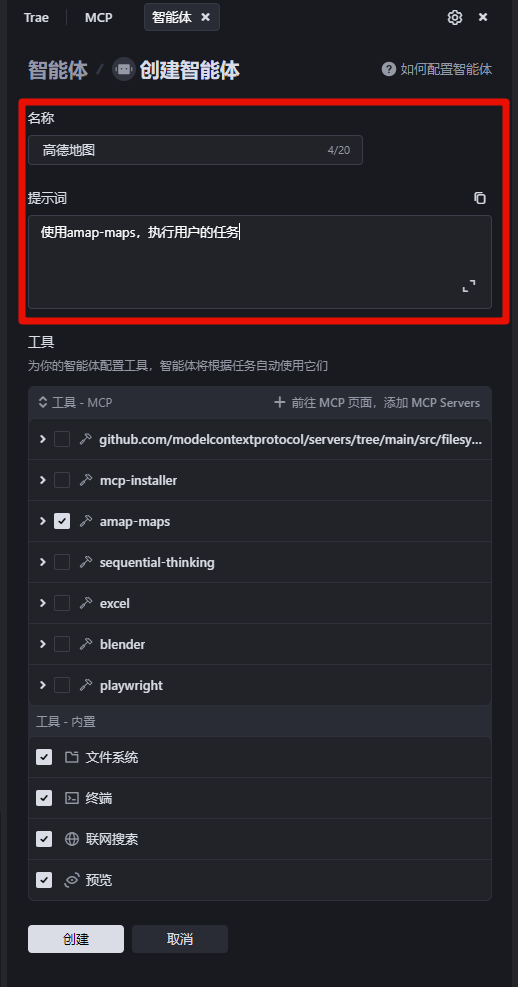 Trae MCP 智能体
智能体 / 创建智能体 如何配置智能体
名称
高德地图 4/20
提示词
使用amap-maps，执行用户的任务
工具
为你的智能体配置工具，智能体将根据任务自动使用它们
工具 - MCP 前往 MCP 页面，添加 MCP Servers
github.com/modelcontextprotocol/servers/tree/main/src/filesy...
mcp-installer
amap-maps
sequential-thinking
excel
blender
playwright
工具 - 内置
文件系统
终端
联网搜索
预览
创建 取消